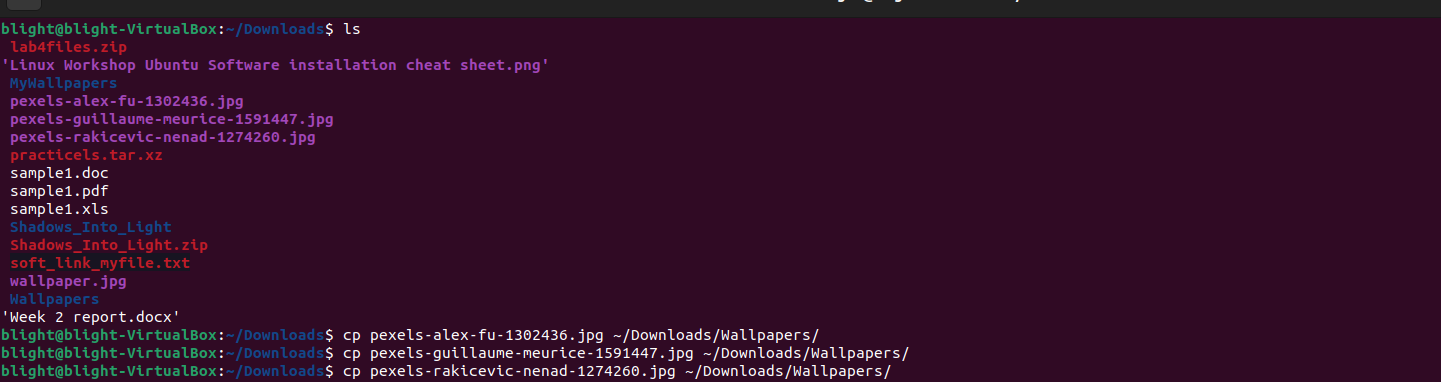 blight@blight-VirtualBox:~/Downloads$ ls
lab4files.zip
'Linux Workshop Ubuntu Software installation cheat sheet.png'
MyWallpapers
pexels-alex-fu-1302436.jpg
pexels-guillaume-meurice-1591447.jpg
pexels-rakicevic-nenad-1274260.jpg
practicels.tar.xz
sample1.doc
sample1.pdf
sample1.xls
Shadows_Into_Light
Shadows_Into_Light.zip
soft_link_myfile.txt
wallpaper.jpg
Wallpapers
'Week 2 report.docx'
blight@blight-VirtualBox:~/Downloads$ cp pexels-alex-fu-1302436.jpg ~/Downloads/Wallpapers/
blight@blight-VirtualBox:~/Downloads$ cp pexels-guillaume-meurice-1591447.jpg ~/Downloads/Wallpapers/
blight@blight-VirtualBox:~/Downloads$ cp pexels-rakicevic-nenad-1274260.jpg ~/Downloads/Wallpapers/